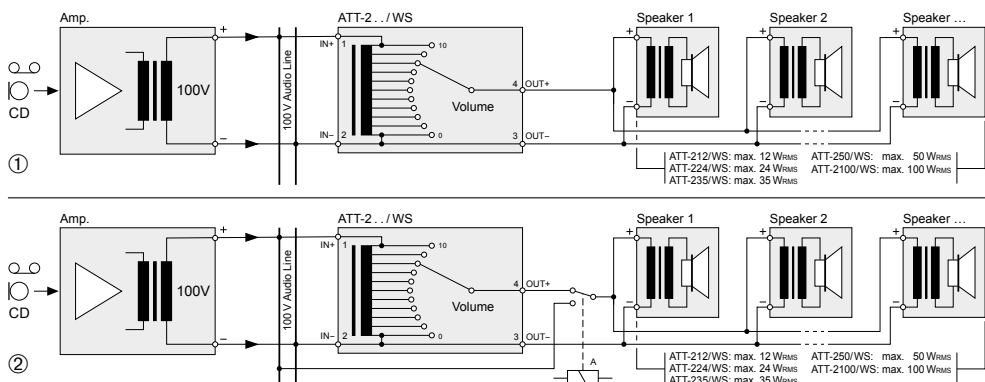 Amp. ATT-2 . . / WS Speaker 1 Speaker 2 Speaker ...
+ IN+ 1 10 + + +
100V 100 V Audio Line 4 OUT+
CD Volume
− IN− 2 0 3 OUT− − − −
① ATT-212/WS: max. 12 WRMS ATT-250/WS: max. 50 WRMS
ATT-224/WS: max. 24 WRMS ATT-2100/WS: max. 100 WRMS
ATT-235/WS: max. 35 WRMS
Amp. ATT-2 . . / WS Speaker 1 Speaker 2 Speaker ...
+ IN+ 1 10 + + +
100V 100 V Audio Line 4 OUT+
CD Volume
− IN− 2 0 3 OUT− − − −
② A ATT-212/WS: max. 12 WRMS ATT-250/WS: max. 50 WRMS
ATT-224/WS: max. 24 WRMS ATT-2100/WS: max. 100 WRMS
ATT-235/WS: max. 35 WRMS